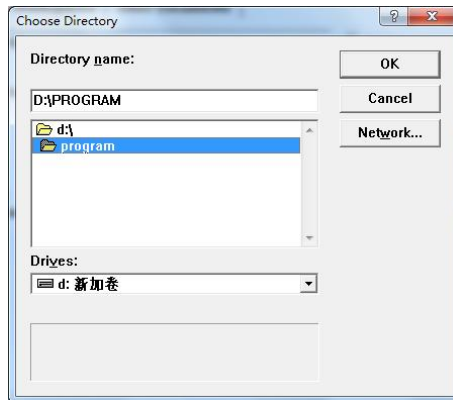 Choose Directory
Directory name:
D:\PROGRAM
d:\
program
Drives:
d: 新加卷
OK
Cancel
Network...